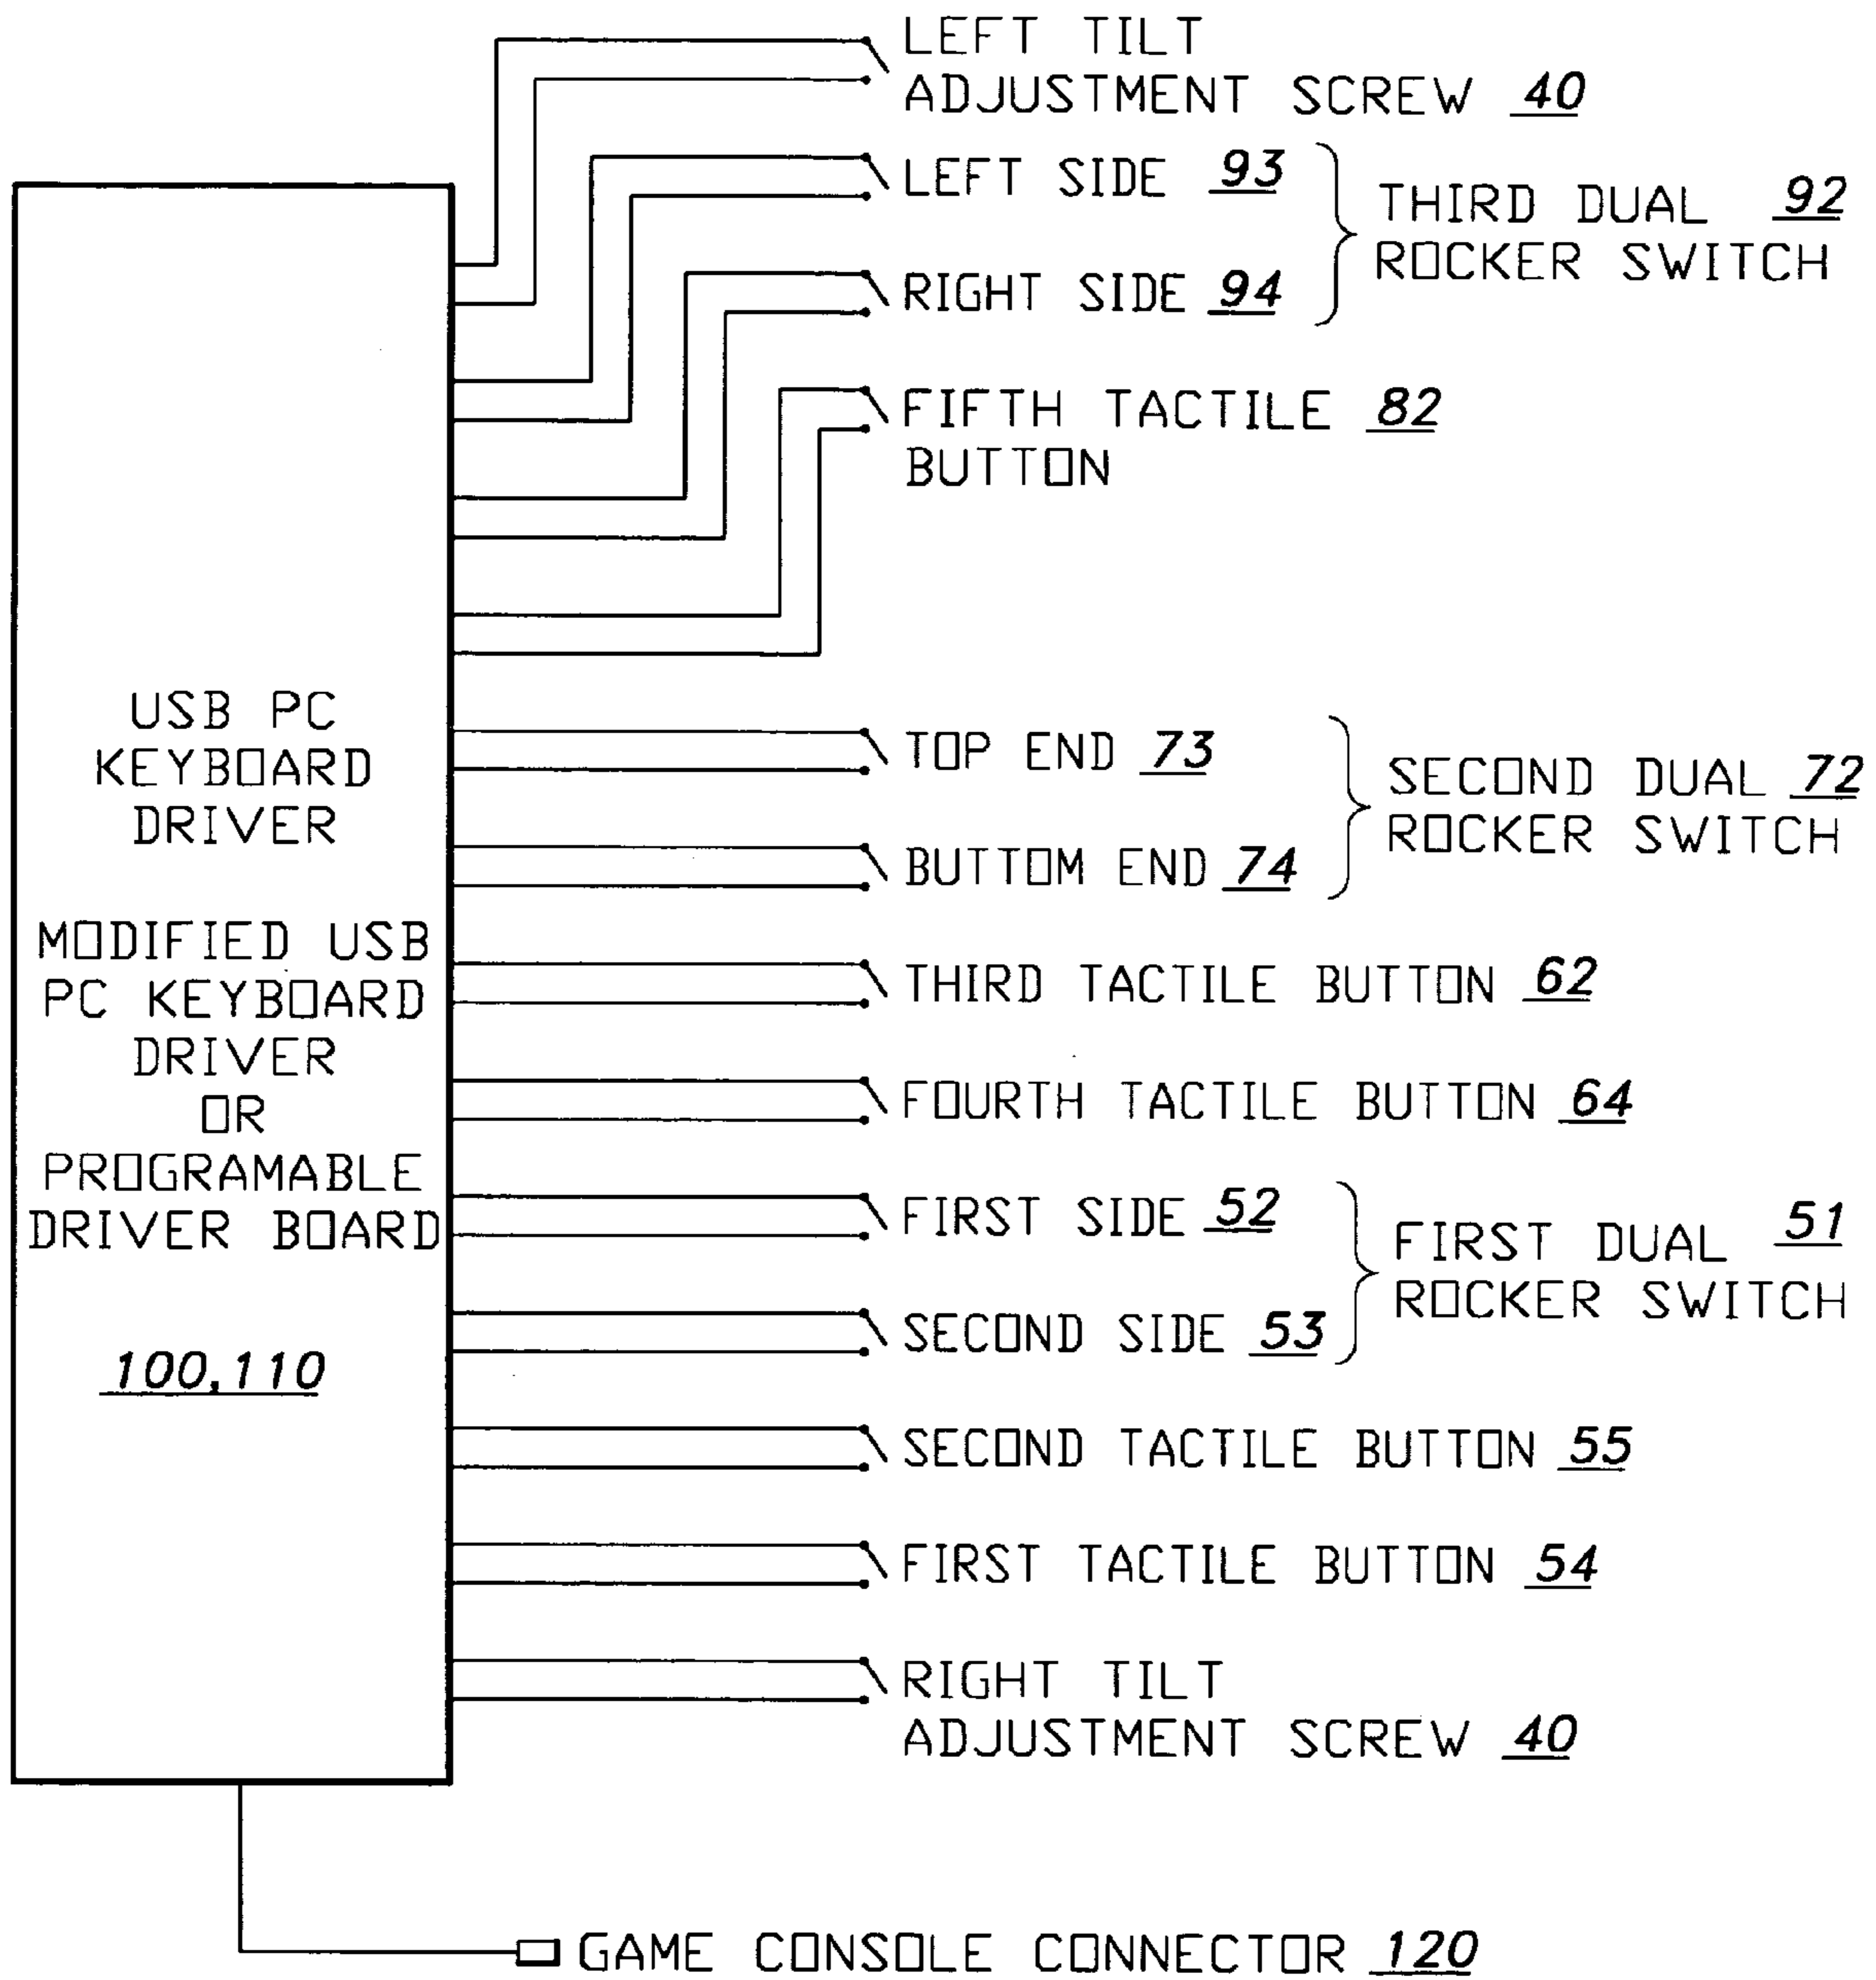 LEFT TILT
ADJUSTMENT SCREW 40
LEFT SIDE 93
RIGHT SIDE 94
THIRD DUAL 92
ROCKER SWITCH
FIFTH TACTILE 82
BUTTON
USB PC
KEYBOARD
DRIVER
MODIFIED USB
PC KEYBOARD
DRIVER
OR
PROGRAMABLE
DRIVER BOARD
100,110
TOP END 73
BUTTOM END 74
SECOND DUAL 72
ROCKER SWITCH
THIRD TACTILE BUTTON 62
FOURTH TACTILE BUTTON 64
FIRST SIDE 52
SECOND SIDE 53
FIRST DUAL 51
ROCKER SWITCH
SECOND TACTILE BUTTON 55
FIRST TACTILE BUTTON 54
RIGHT TILT
ADJUSTMENT SCREW 40
GAME CONSOLE CONNECTOR 120